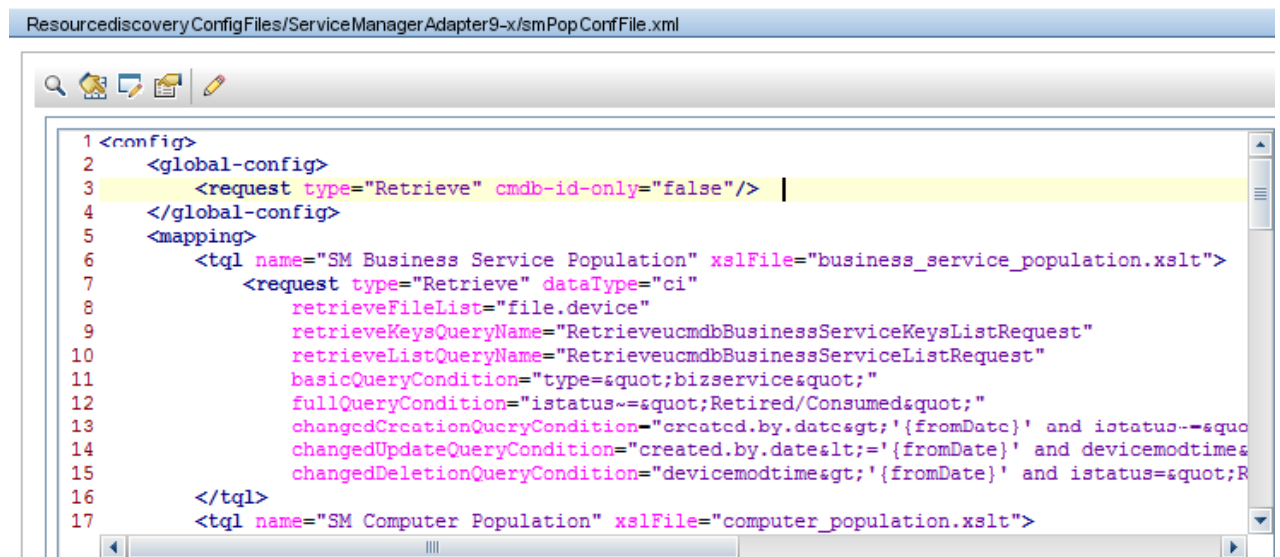 ResourcediscoveryConfigFiles/ServiceManagerAdapter9-x/smPopConfFile.xml
1 <config>
2 <global-config>
3 <request type="Retrieve" cmdb-id-only="false"/>
4 </global-config>
5 <mapping>
6 <tql name="SM Business Service Population" xslFile="business_service_population.xslt">
7 <request type="Retrieve" dataType="ci"
8 retrieveFileList="file.device"
9 retrieveKeysQueryName="RetrieveucmdbBusinessServiceKeysListRequest"
10 retrieveListQueryName="RetrieveucmdbBusinessServiceListRequest"
11 basicQueryCondition="type=&quot;bizservice&quot;"
12 fullQueryCondition="istatus~=&quot;Retired/Consumed&quot;"
13 changedCreationQueryCondition="created.by.date&gt;'{fromDate}' and istatus~=&quo
14 changedUpdateQueryCondition="created.by.date&lt;='{fromDate}' and devicemodtime&
15 changedDeletionQueryCondition="devicemodtime&gt;'{fromDate}' and istatus=&quot;R
16 </tql>
17 <tql name="SM Computer Population" xslFile="computer_population.xslt">